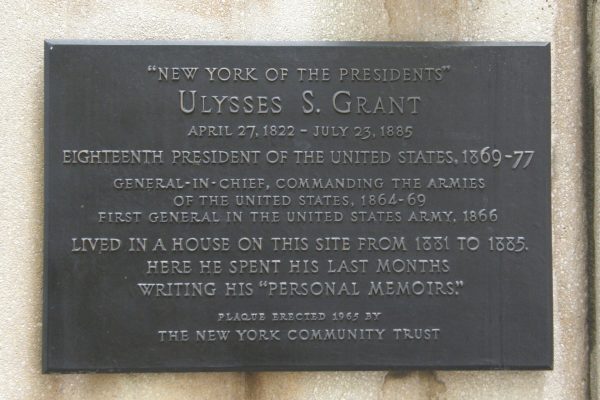 "NEW YORK OF THE PRESIDENTS"
ULYSSES S. GRANT
APRIL 27, 1822 – JULY 23, 1885
EIGHTEENTH PRESIDENT OF THE UNITED STATES, 1869-77
GENERAL-IN-CHIEF, COMMANDING THE ARMIES
OF THE UNITED STATES, 1864-69
FIRST GENERAL IN THE UNITED STATES ARMY, 1866
LIVED IN A HOUSE ON THIS SITE FROM 1881 TO 1885.
HERE HE SPENT HIS LAST MONTHS
WRITING HIS "PERSONAL MEMOIRS."
PLAQUE ERECTED 1965 BY
THE NEW YORK COMMUNITY TRUST